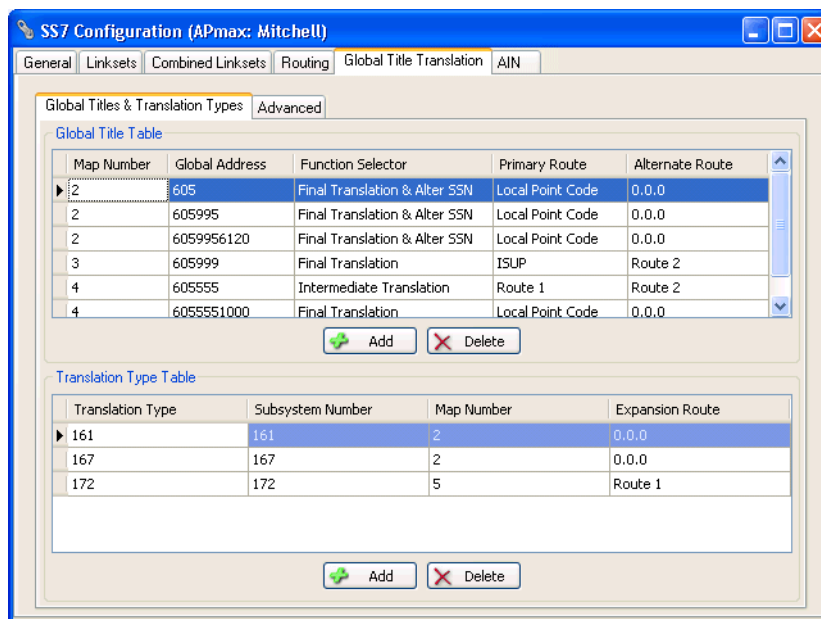 SS7 Configuration (APmax: Mitchell)
General Linksets Combined Linksets Routing Global Title Translation AIN
Global Titles & Translation Types Advanced
Global Title Table
Map Number Global Address Function Selector Primary Route Alternate Route
2 605 Final Translation & Alter SSN Local Point Code 0.0.0
2 605995 Final Translation & Alter SSN Local Point Code 0.0.0
2 6059956120 Final Translation & Alter SSN Local Point Code 0.0.0
3 605999 Final Translation ISUP Route 2
4 605555 Intermediate Translation Route 1 Route 2
4 6055551000 Final Translation Local Point Code 0.0.0
Add Delete
Translation Type Table
Translation Type Subsystem Number Map Number Expansion Route
161 161 2 0.0.0
167 167 2 0.0.0
172 172 5 Route 1
Add Delete